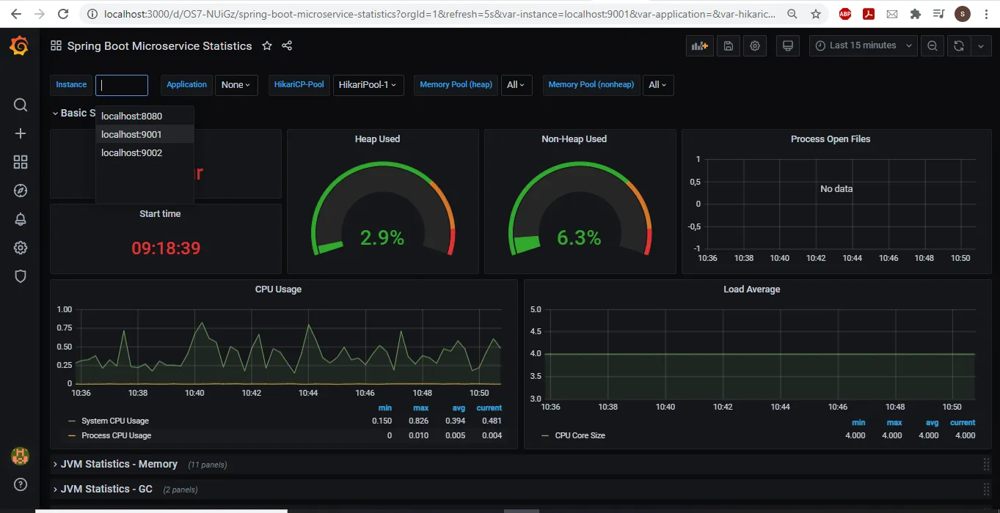 localhost:3000/d/OS7-NUiGz/spring-boot-microservice-statistics?orgId=1&refresh=5s&var-instance=localhost:9001&var-application=&var-hikaric...
ABP
S
Spring Boot Microservice Statistics
Last 15 minutes
Instance
Application
None
HikariCP-Pool
HikariPool-1
Memory Pool (heap)
All
Memory Pool (nonheap)
All
Basic S
localhost:8080
localhost:9001
localhost:9002
Start time
09:18:39
Heap Used
2.9%
Non-Heap Used
6.3%
Process Open Files
1
0,5
0
-0,5
-1
No data
10:36 10:38 10:40 10:42 10:44 10:46 10:48 10:50
CPU Usage
1.00
0.75
0.50
0.25
0
10:36 10:38 10:40 10:42 10:44 10:46 10:48 10:50
min max avg current
System CPU Usage 0.150 0.826 0.394 0.481
Process CPU Usage 0 0.010 0.005 0.004
Load Average
5.0
4.5
4.0
3.5
3.0
10:36 10:38 10:40 10:42 10:44 10:46 10:48 10:50
min max avg current
CPU Core Size 4.000 4.000 4.000 4.000
JVM Statistics - Memory (11 panels)
JVM Statistics - GC (2 panels)